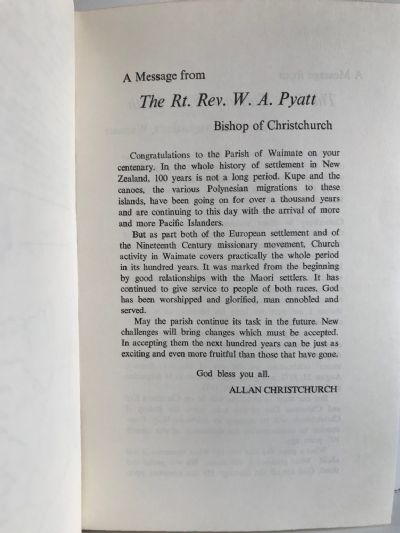 A Message from
The Rt. Rev. W. A. Pyatt
Bishop of Christchurch
Congratulations to the Parish of Waimate on your
centenary. In the whole history of settlement in New
Zealand, 100 years is not a long period. Kupe and the
canoes, the various Polynesian migrations to these
islands, have been going on for over a thousand years
and are continuing to this day with the arrival of more
and more Pacific Islanders.
But as part both of the European settlement and of
the Nineteenth Century missionary movement, Church
activity in Waimate covers practically the whole period
in its hundred years. It was marked from the beginning
by good relationships with the Maori settlers. It has
continued to give service to people of both races. God
has been worshipped and glorified, man ennobled and
served.
May the parish continue its task in the future. New
challenges will bring changes which must be accepted.
In accepting them the next hundred years can be just as
exciting and even more fruitful than those that have gone.
God bless you all.
ALLAN CHRISTCHURCH